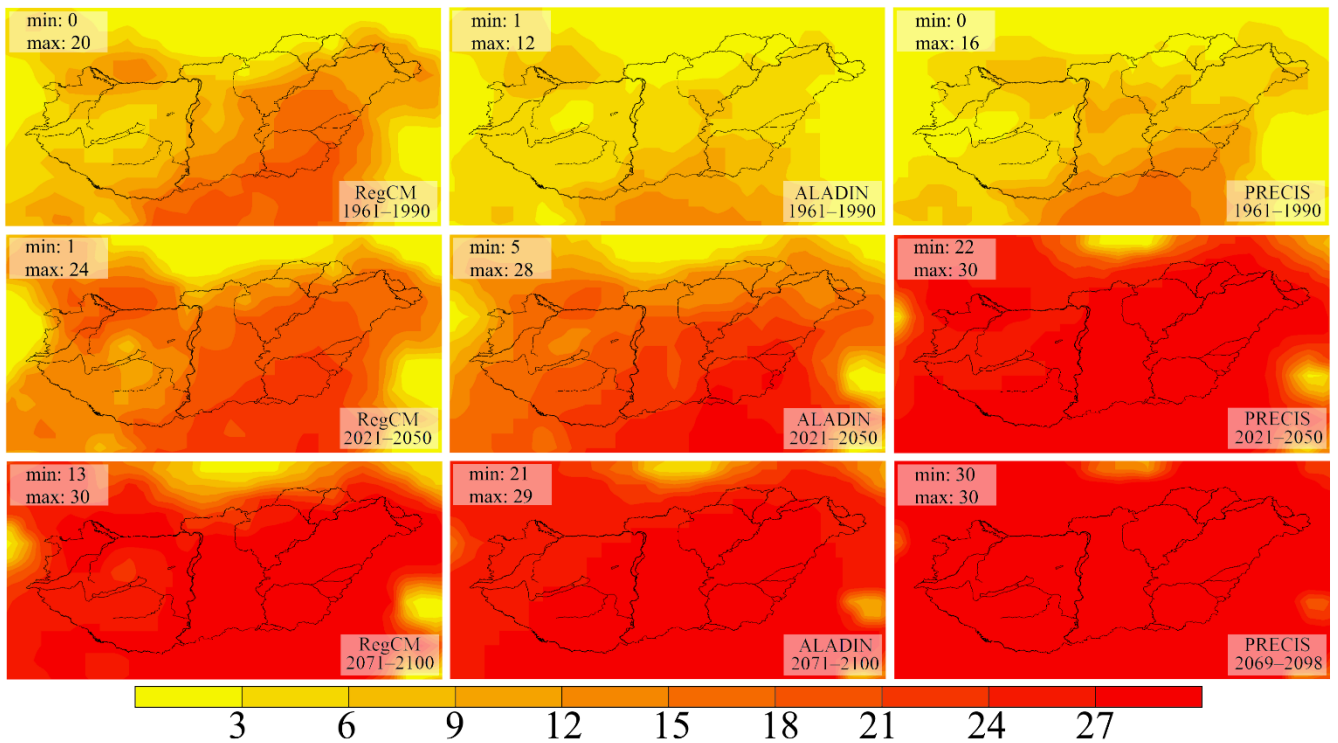 min: 0
max: 20
RegCM
1961–1990
min: 1
max: 12
ALADIN
1961–1990
min: 0
max: 16
PRECIS
1961–1990
min: 1
max: 24
RegCM
2021–2050
min: 5
max: 28
ALADIN
2021–2050
min: 22
max: 30
PRECIS
2021–2050
min: 13
max: 30
RegCM
2071–2100
min: 21
max: 29
ALADIN
2071–2100
min: 30
max: 30
PRECIS
2069–2098
3 6 9 12 15 18 21 24 27